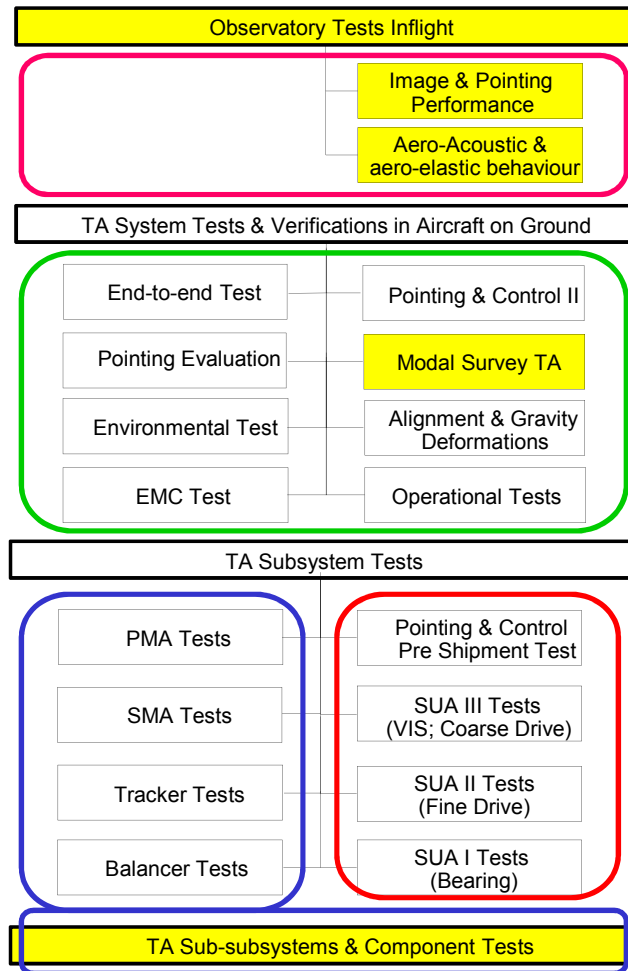 Observatory Tests Inflight
Image & Pointing
Performance
Aero-Acoustic &
aero-elastic behaviour
TA System Tests & Verifications in Aircraft on Ground
End-to-end Test
Pointing & Control II
Pointing Evaluation
Modal Survey TA
Environmental Test
Alignment & Gravity
Deformations
EMC Test
Operational Tests
TA Subsystem Tests
PMA Tests
Pointing & Control
Pre Shipment Test
SMA Tests
SUA III Tests
(VIS; Coarse Drive)
Tracker Tests
SUA II Tests
(Fine Drive)
Balancer Tests
SUA I Tests
(Bearing)
TA Sub-subsystems & Component Tests